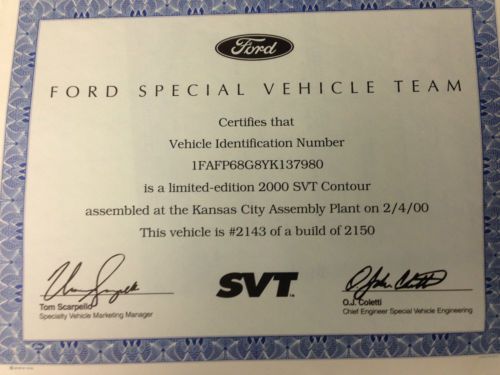 Ford
FORD SPECIAL VEHICLE TEAM
Certifies that
Vehicle Identification Number
1FAFP68G8YK137980
is a limited-edition 2000 SVT Contour
assembled at the Kansas City Assembly Plant on 2/4/00
This vehicle is #2143 of a build of 2150
SVT™
Tom Scarpello
Specialty Vehicle Marketing Manager
O.J. Coletti
Chief Engineer Special Vehicle Engineering